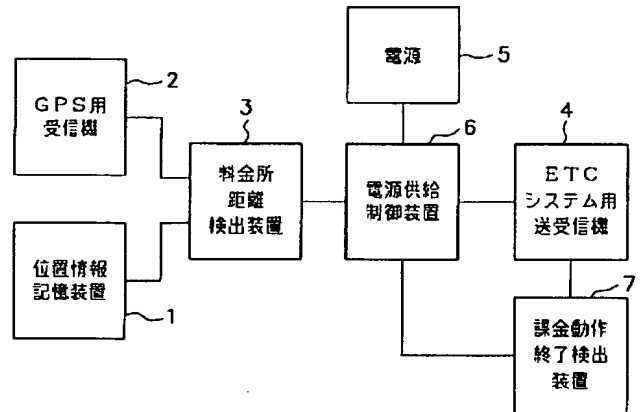 電源
5
2
GPS用
受信機
3
料金所
距離
検出装置
6
電源供給
制御装置
4
ETC
システム用
送受信機
位置情報
記憶装置
1
7
課金動作
終了検出
装置